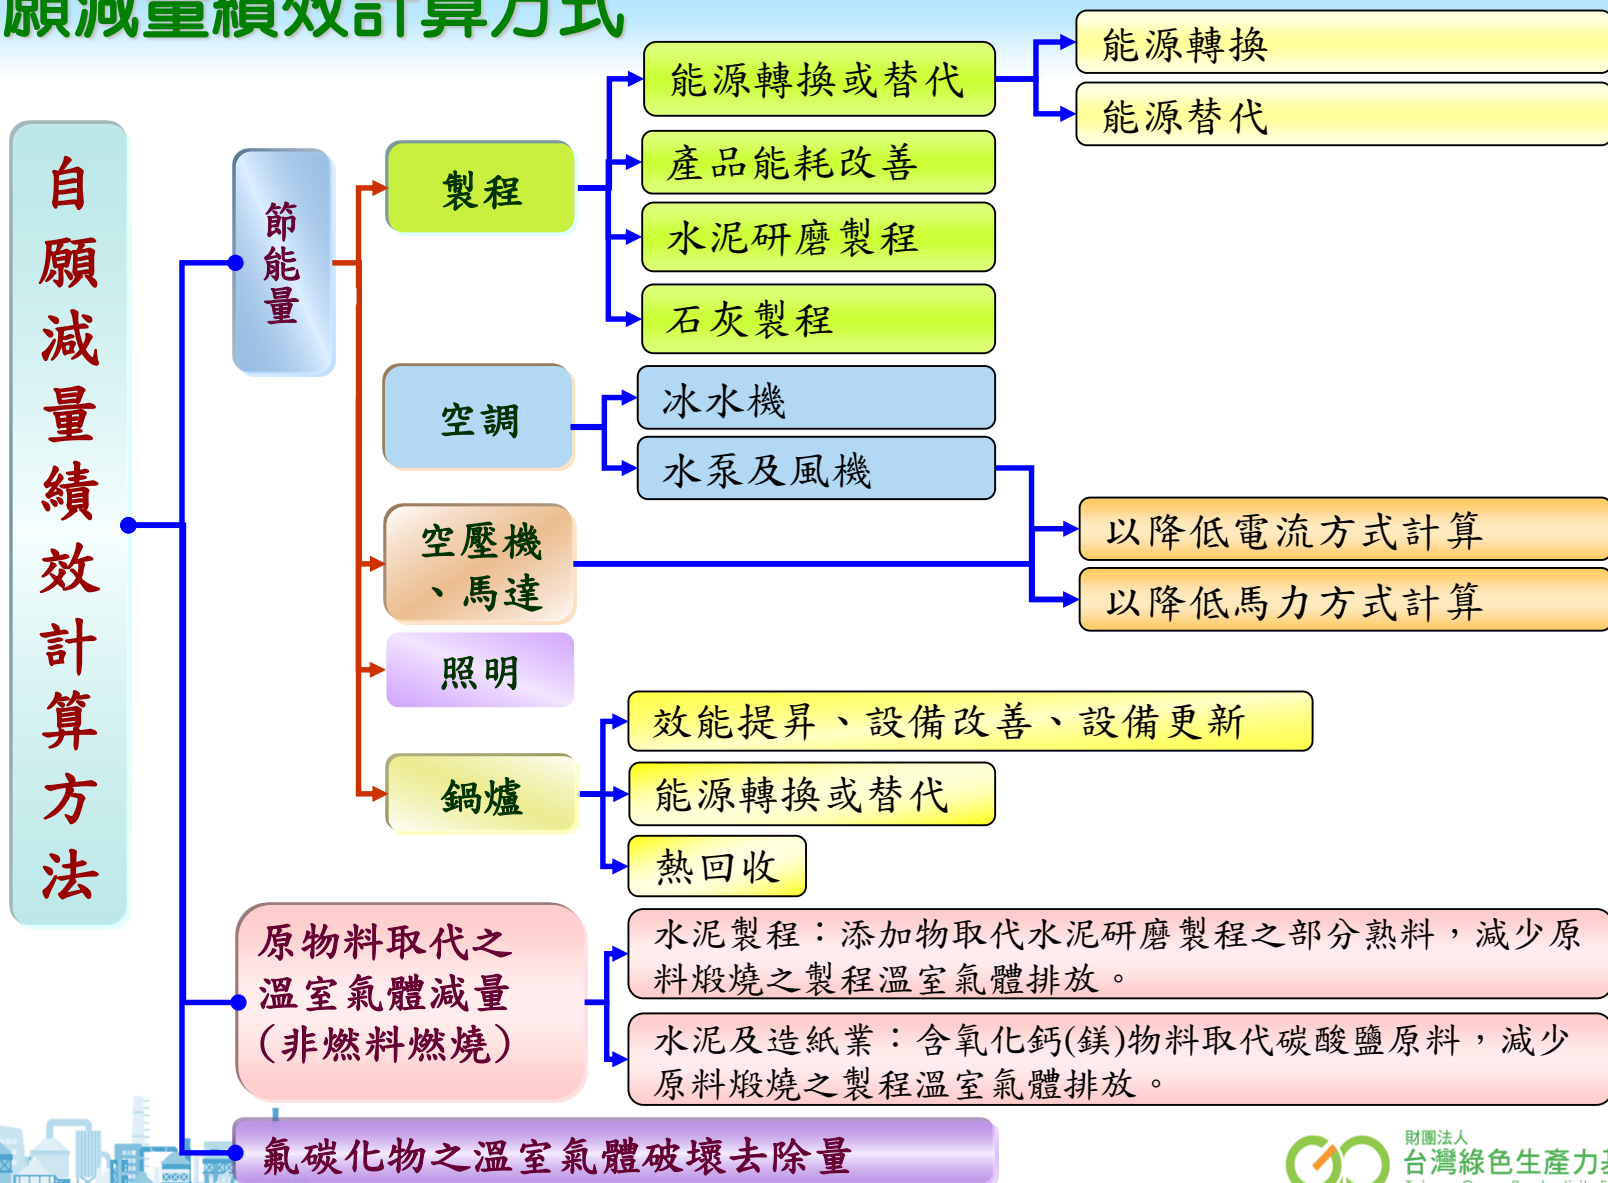 願減量績效計算方式
自願減量績效計算方法
節能量
製程
能源轉換或替代
能源轉換
能源替代
產品能耗改善
水泥研磨製程
石灰製程
空調
冰水機
水泵及風機
空壓機
、馬達
以降低電流方式計算
以降低馬力方式計算
照明
鍋爐
效能提昇、設備改善、設備更新
能源轉換或替代
熱回收
原物料取代之
溫室氣體減量
(非燃料燃燒)
水泥製程：添加物取代水泥研磨製程之部分熟料，減少原
料煅燒之製程溫室氣體排放。
水泥及造紙業：含氧化鈣(鎂)物料取代碳酸鹽原料，減少
原料煅燒之製程溫室氣體排放。
氟碳化物之溫室氣體破壞去除量
財團法人
台灣綠色生產力基